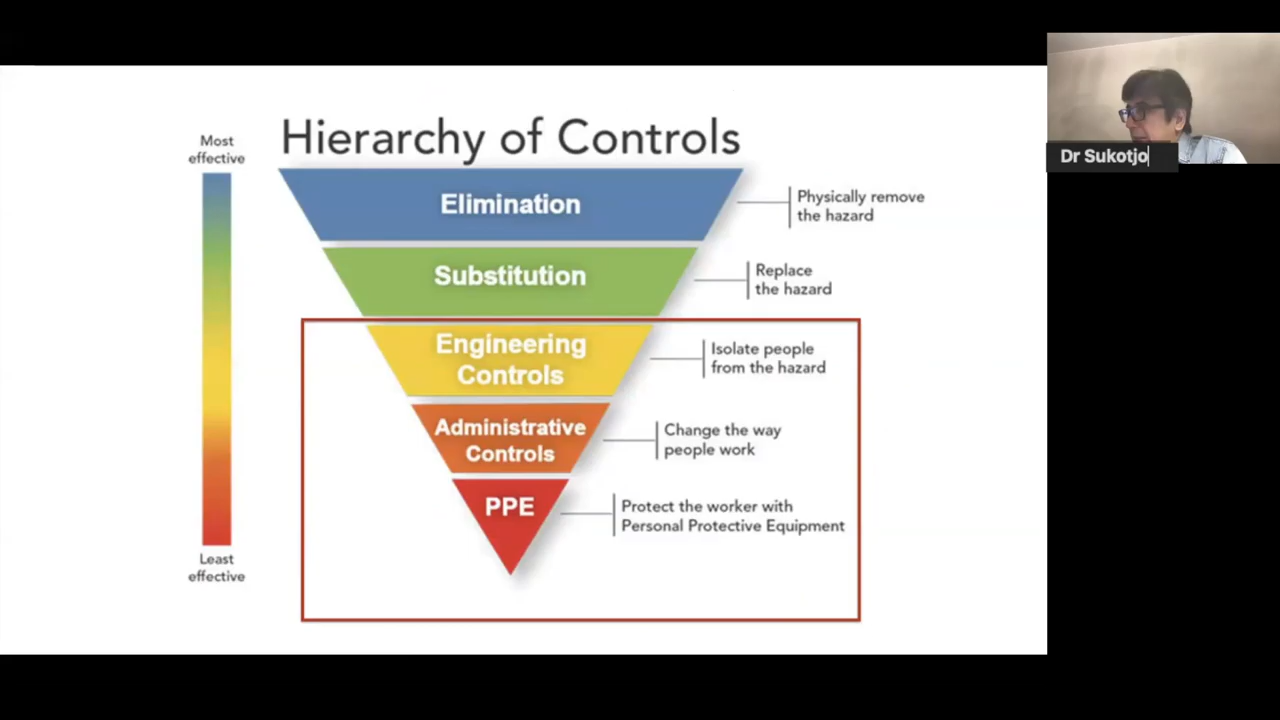 Hierarchy of Controls
Most
effective
Elimination
Physically remove
the hazard
Substitution
Replace
the hazard
Engineering
Controls
Isolate people
from the hazard
Administrative
Controls
Change the way
people work
PPE
Protect the worker with
Personal Protective Equipment
Least
effective
Dr Sukotjo